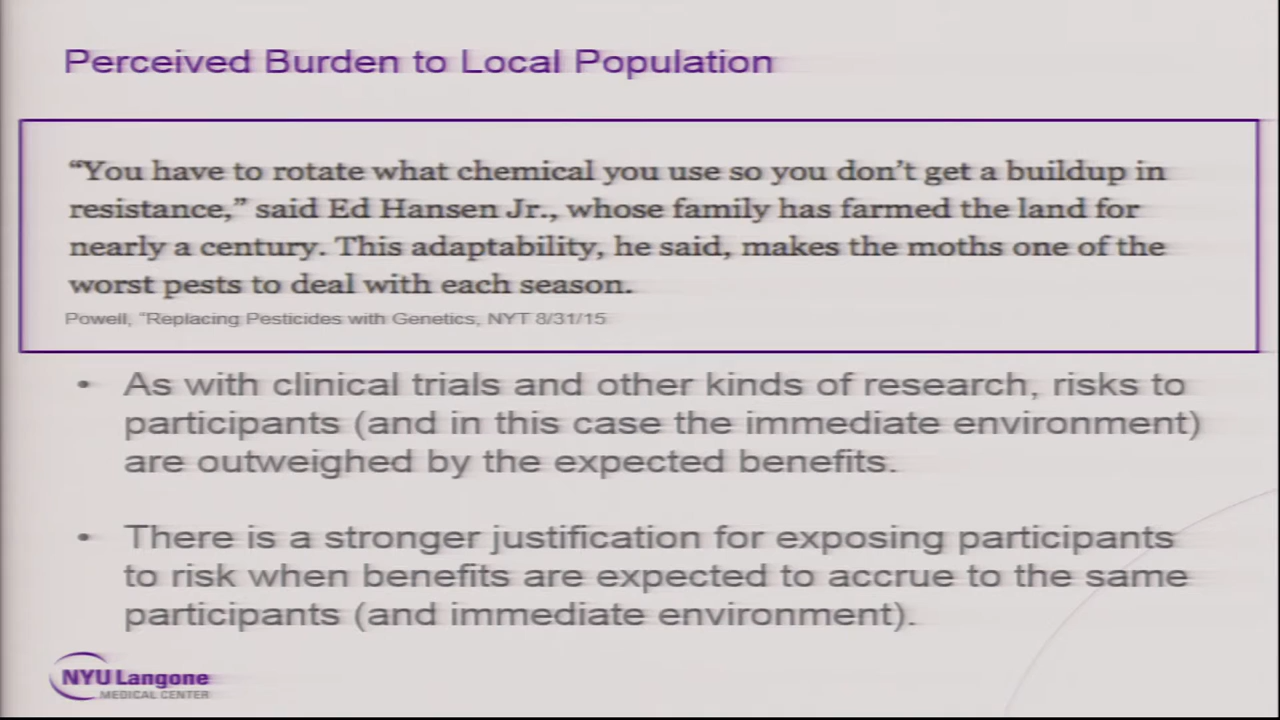 Perceived Burden to Local Population
“You have to rotate what chemical you use so you don’t get a buildup in
resistance,” said Ed Hansen Jr., whose family has farmed the land for
nearly a century. This adaptability, he said, makes the moths one of the
worst pests to deal with each season.
Powell, “Replacing Pesticides with Genetics, NYT 8/31/15
• As with clinical trials and other kinds of research, risks to
participants (and in this case the immediate environment)
are outweighed by the expected benefits.
• There is a stronger justification for exposing participants
to risk when benefits are expected to accrue to the same
participants (and immediate environment).
NYU Langone
MEDICAL CENTER